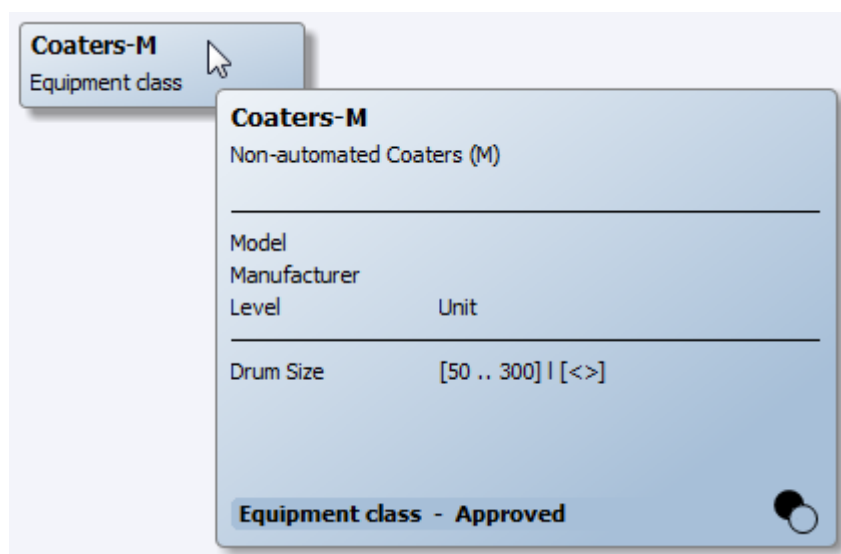 Coaters-M
Equipment class
Coaters-M
Non-automated Coaters (M)
Model
Manufacturer
Level Unit
Drum Size [50 .. 300] l [<>]
Equipment class - Approved